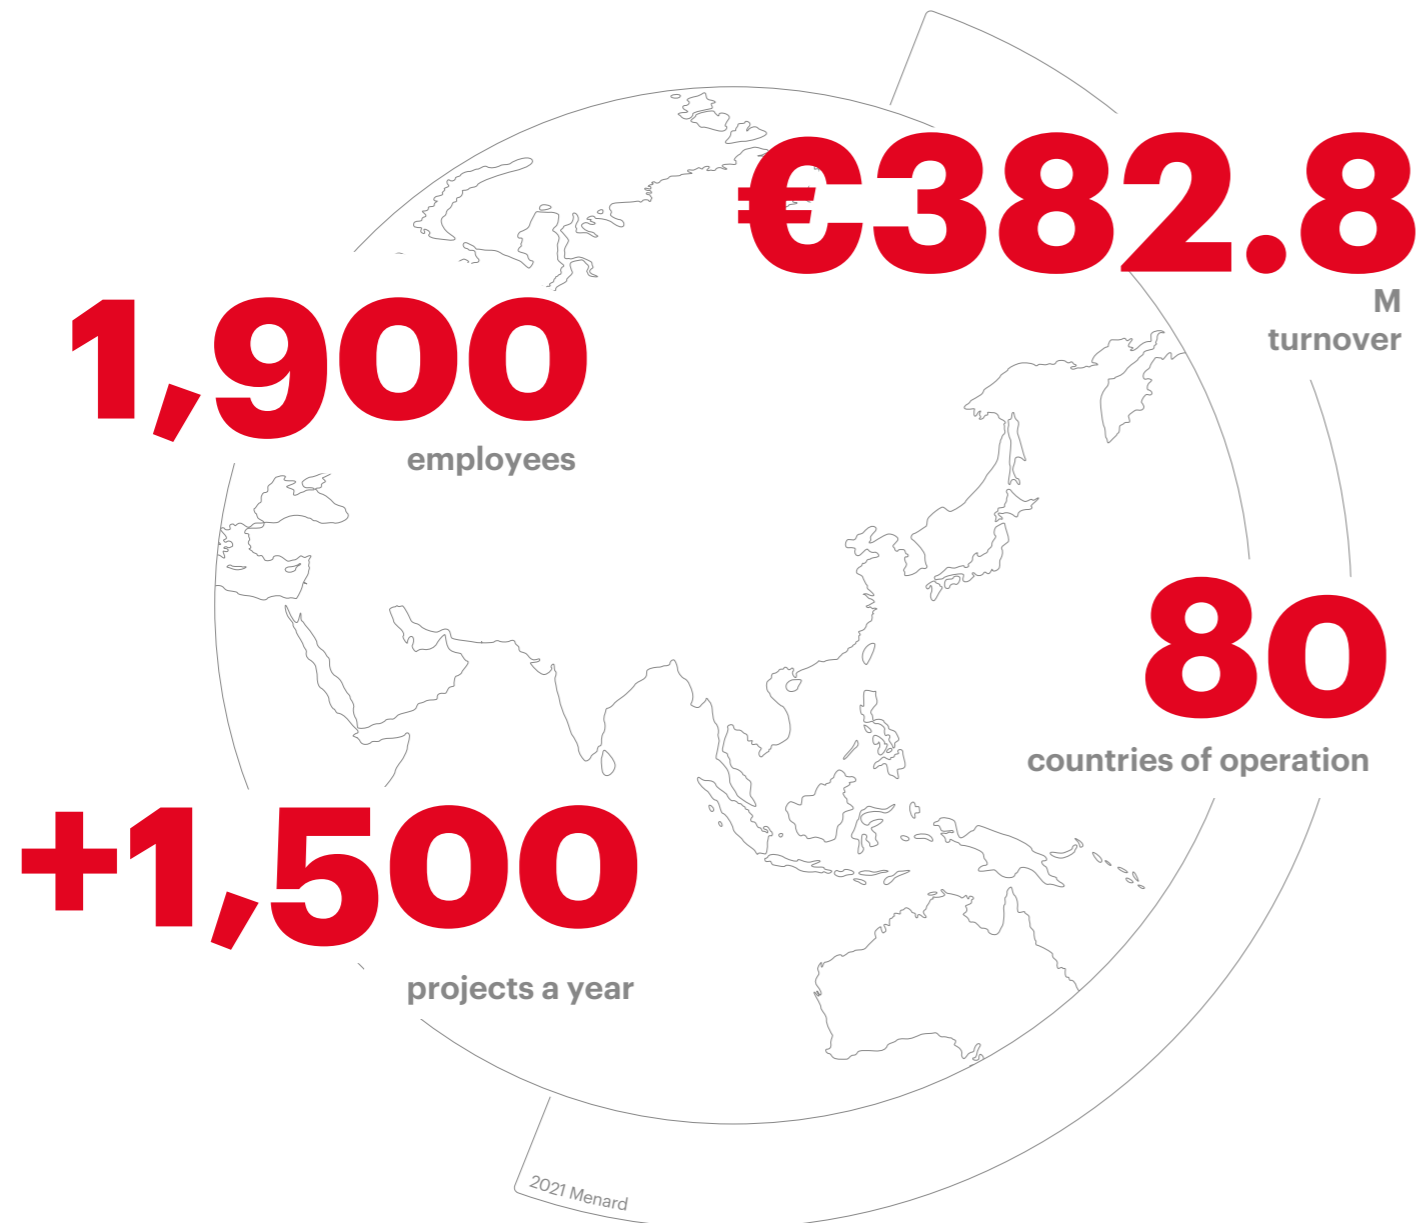 €382.8
M
turnover
1,900
employees
80
countries of operation
+1,500
projects a year
2021 Menard